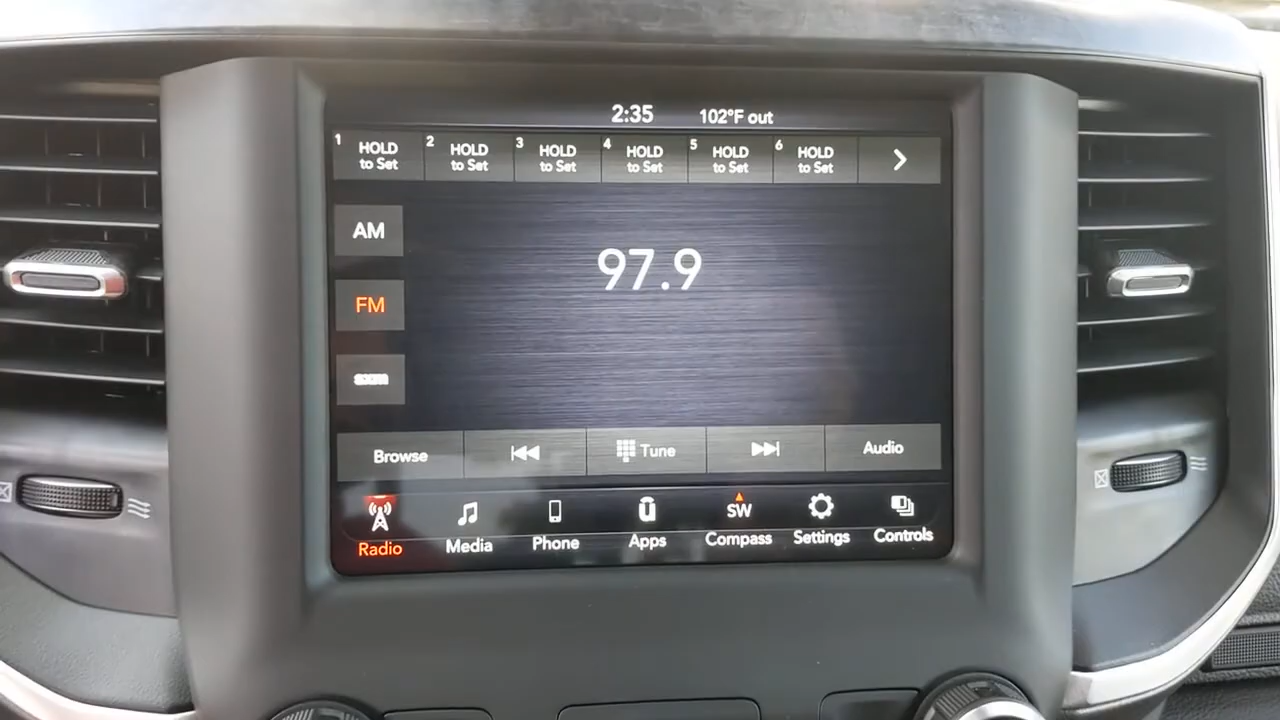 2:35 102°F out
1 HOLD to Set 2 HOLD to Set 3 HOLD to Set 4 HOLD to Set 5 HOLD to Set 6 HOLD to Set
AM
97.9
FM
sxm
Browse Tune Audio
SW
Radio Media Phone Apps Compass Settings Controls